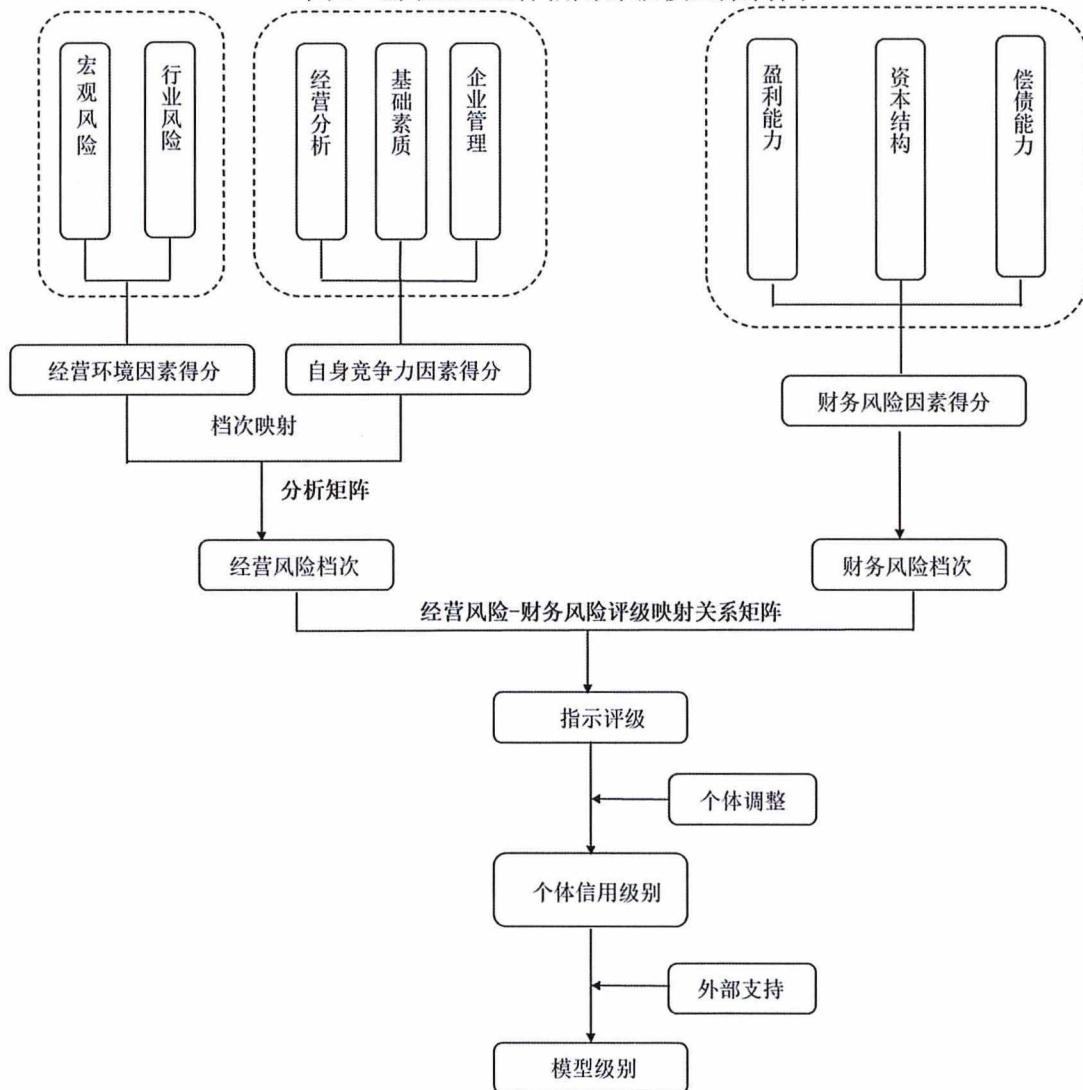 宏观风险
行业风险
经营分析
基础素质
企业管理
盈利能力
资本结构
偿债能力
经营环境因素得分
自身竞争力因素得分
财务风险因素得分
档次映射
分析矩阵
经营风险档次
财务风险档次
经营风险-财务风险评级映射关系矩阵
指示评级
个体调整
个体信用级别
外部支持
模型级别